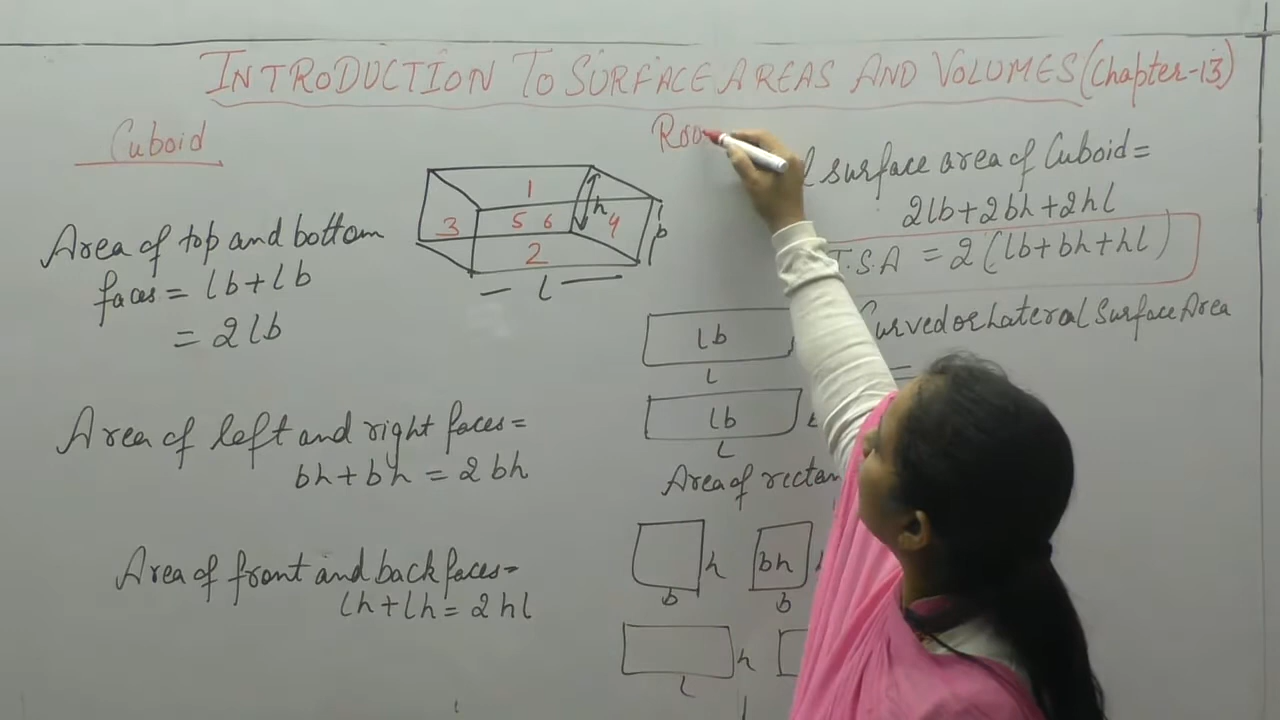 INTRODUCTION TO SURFACE AREAS AND VOLUMES (Chapter-13)
Cuboid
Area of top and bottom
faces = lb+lb
= 2lb
Area of left and right faces=
bh+bh = 2bh
Area of front and back faces=
lh+lh = 2hl
1
3
5 6
4
2
h
b
l
Roo
surface area of Cuboid=
2lb+2bh+2hl
T.S.A = 2(lb+bh+hl)
Curved or Lateral Surface Area
=
lb
l
lb
l
Area of rectan
h
b
bh
b
h
l